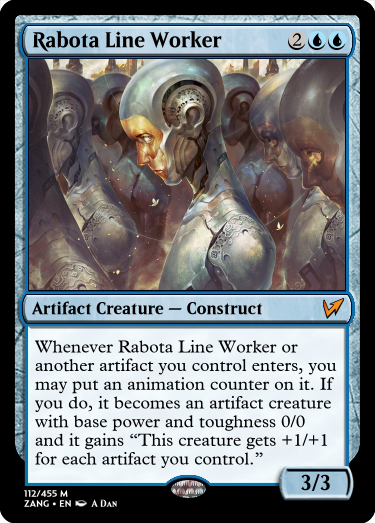 Rabota Line Worker 2
Artifact Creature — Construct
Whenever Rabota Line Worker or
another artifact you control enters, you
may put an animation counter on it. If
you do, it becomes an artifact creature
with base power and toughness 0/0
and it gains “This creature gets +1/+1
for each artifact you control.”
3/3
112/455 M
ZANG • EN A DAN